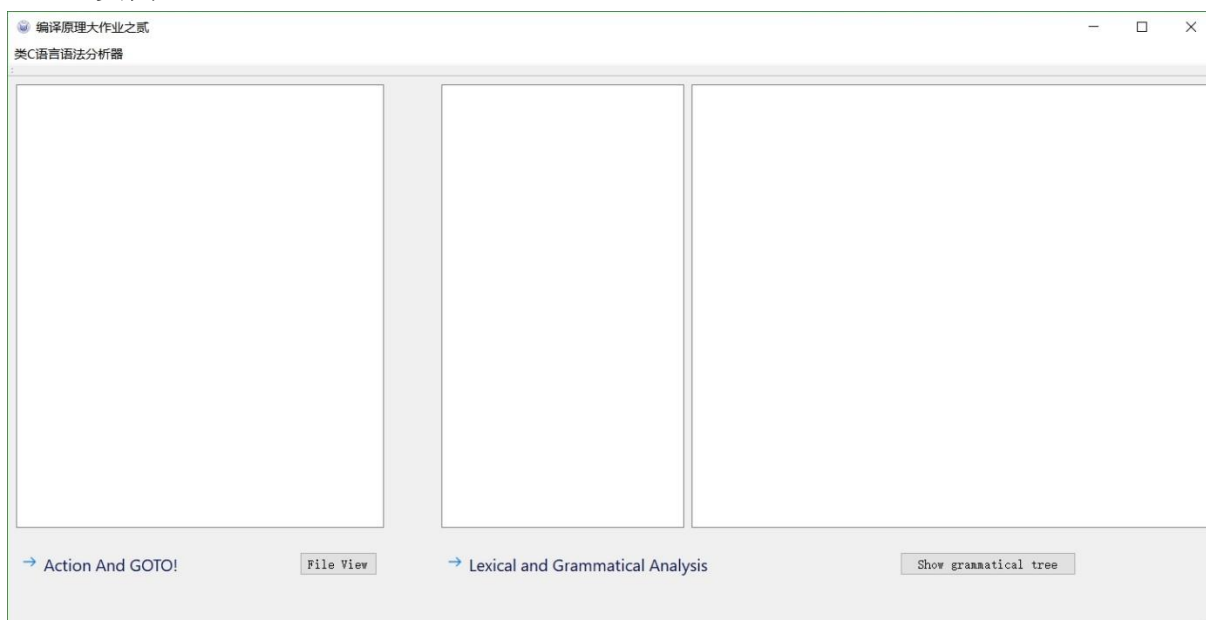 编译原理大作业之贰
类C语言语法分析器
Action And GOTO!
File View
Lexical and Grammatical Analysis
Show grammatical tree